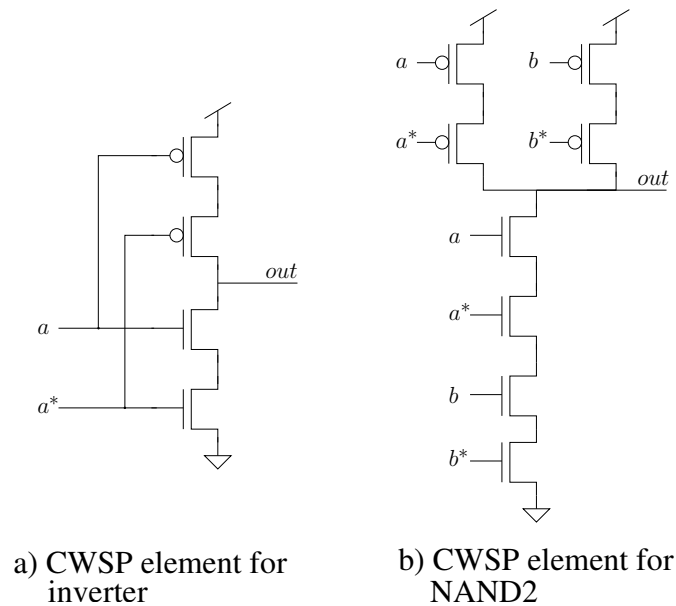 a
a*
out
a) CWSP element for
inverter
a
b
a*
b*
out
a
a*
b
b*
b) CWSP element for
NAND2